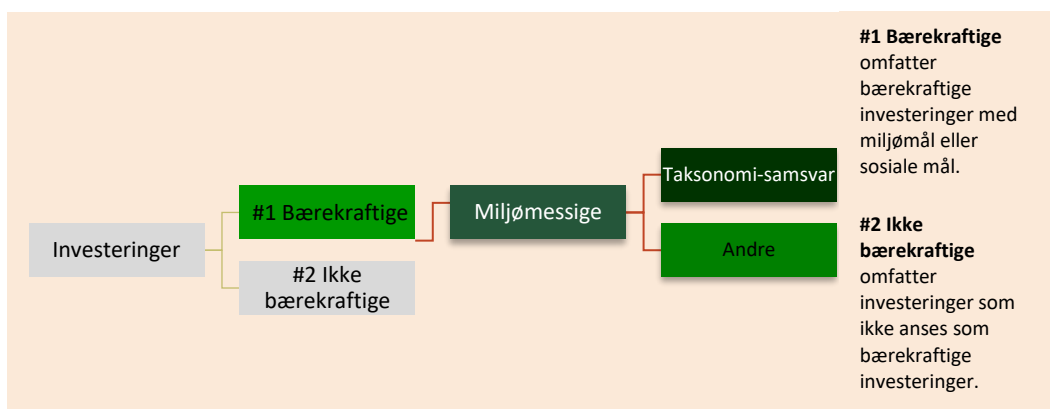 Investeringer
#1 Bærekraftige
#2 Ikke
bærekraftige
Miljømessige
Taksonomi-samsvar
Andre
#1 Bærekraftige
omfatter
bærekraftige
investeringer med
miljømål eller
sosiale mål.
#2 Ikke
bærekraftige
omfatter
investeringer som
ikke anses som
bærekraftige
investeringer.